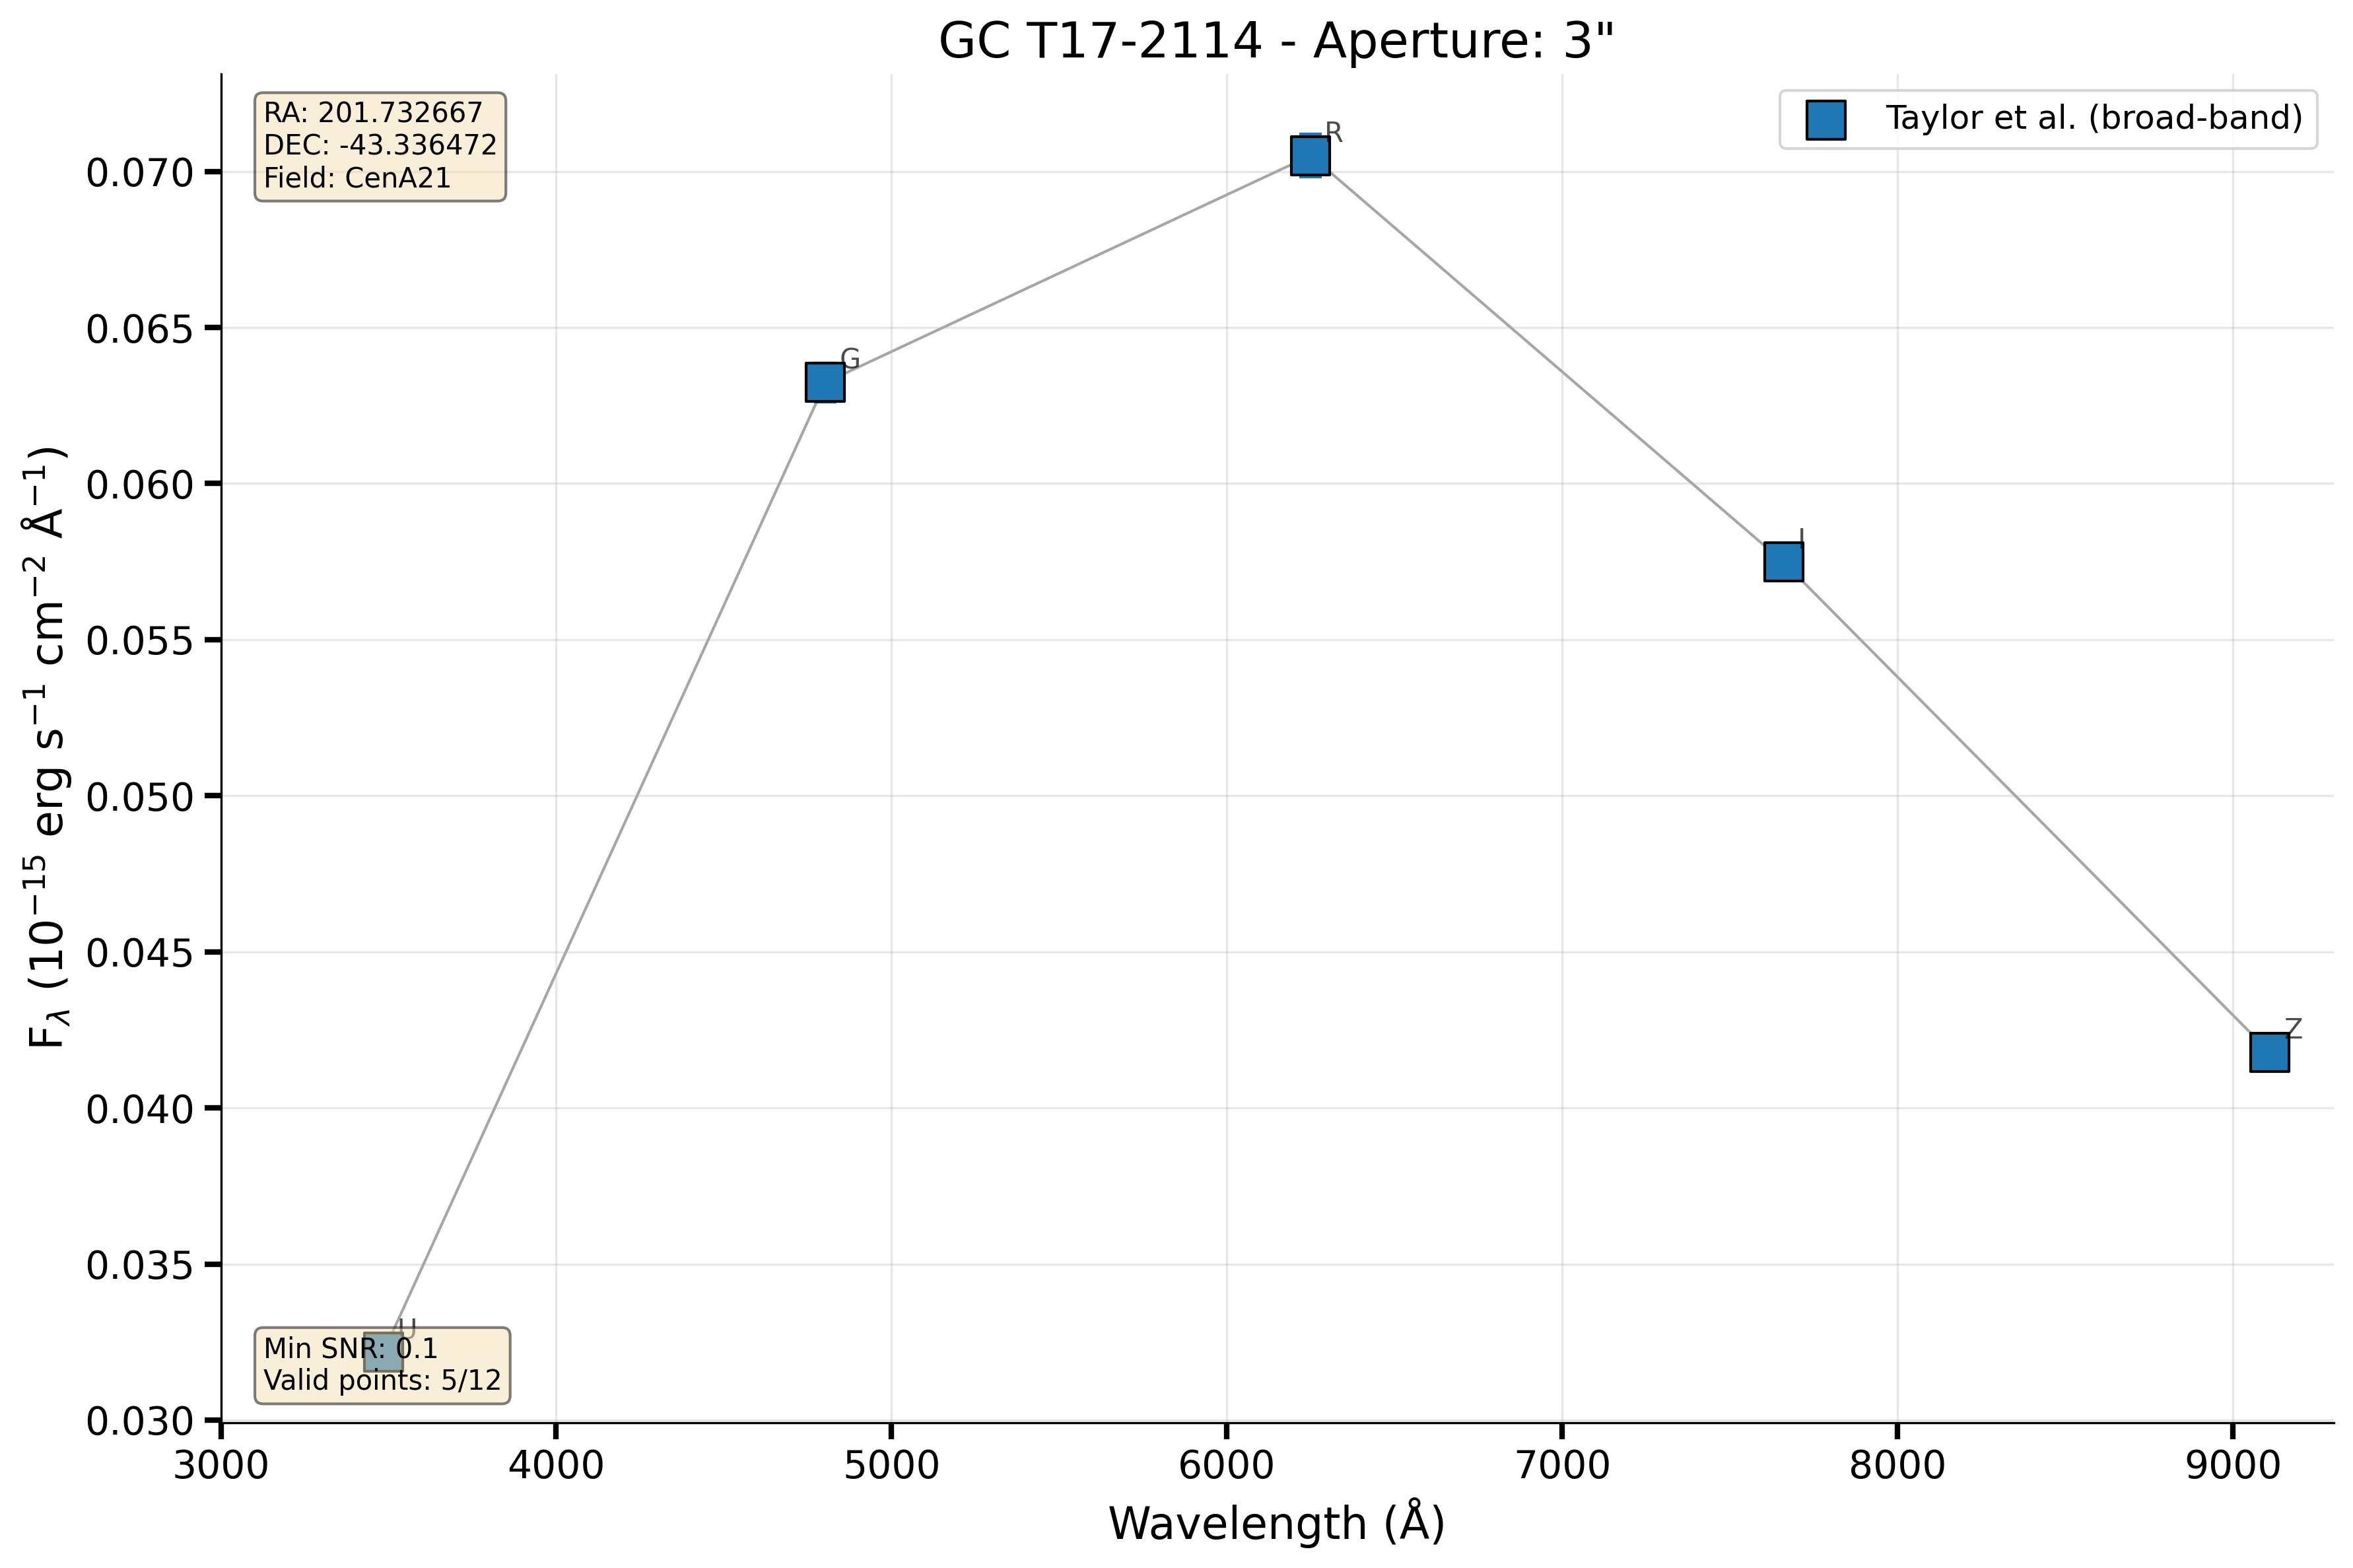 GC T17-2114 - Aperture: 3"
RA: 201.732667
DEC: -43.336472
Field: CenA21
Taylor et al. (broad-band)
R
G
I
Z
U
0.070
0.065
0.060
0.055
0.050
0.045
0.040
0.035
0.030
F_λ (10⁻¹⁵ erg s⁻¹ cm⁻² Å⁻¹)
Min SNR: 0.1
Valid points: 5/12
3000 4000 5000 6000 7000 8000 9000
Wavelength (Å)